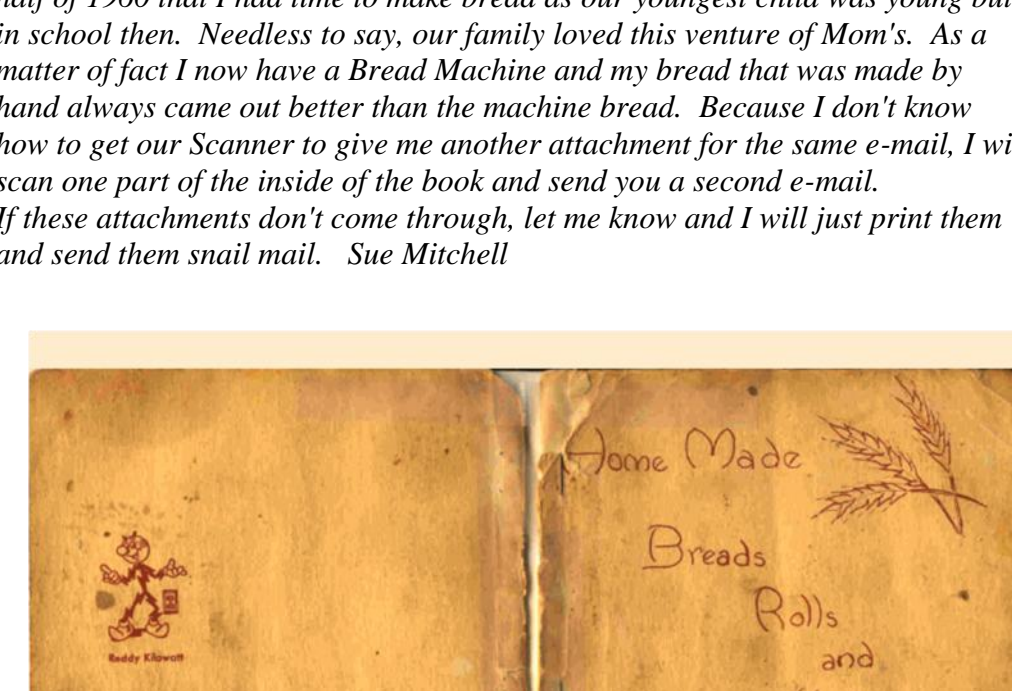 half of 1960 that I had time to make bread as our youngest child was young but
in school then.  Needless to say, our family loved this venture of Mom's.  As a
matter of fact I now have a Bread Machine and my bread that was made by
hand always came out better than the machine bread.  Because I don't know
how to get our Scanner to give me another attachment for the same e-mail, I wi
scan one part of the inside of the book and send you a second e-mail.
If these attachments don't come through, let me know and I will just print them
and send them snail mail.   Sue Mitchell
Home Made
Breads
Rolls
and
Reddy Kilowatt